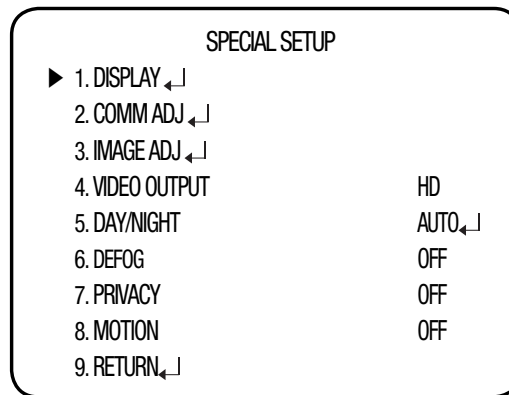 SPECIAL SETUP
▶ 1. DISPLAY ↵
2. COMM ADJ ↵
3. IMAGE ADJ ↵
4. VIDEO OUTPUT HD
5. DAY/NIGHT AUTO↵
6. DEFOG OFF
7. PRIVACY OFF
8. MOTION OFF
9. RETURN↵